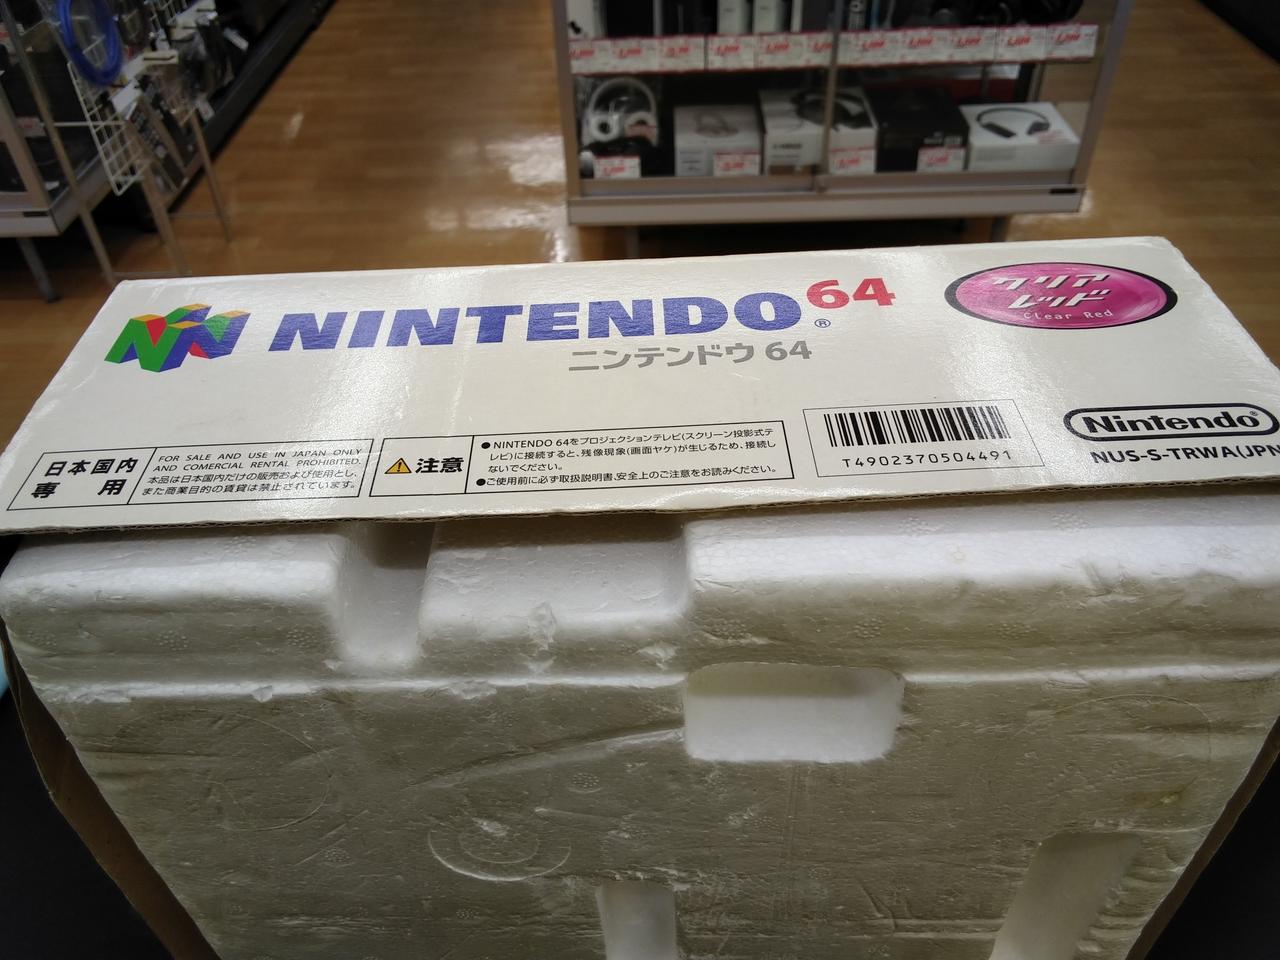 NINTENDO64®
ニンテンドウ64
クリア
レッド
Clear Red
日本国内
専用
FOR SALE AND USE IN JAPAN ONLY
AND COMERCIAL RENTAL PROHIBITED.
本品は日本国内だけの販売および使用とし、
また商業目的の賃貸は禁止されています。
注意
●NINTENDO 64をプロジェクションテレビ(スクリーン投影式テ
レビ)に接続すると、残像現象(画面ヤケ)が生じるため、接続し
ないでください。
●ご使用前に必ず取扱説明書、安全上のご注意をお読みください。
T4902370504491
Nintendo®
NUS-S-TRWA(JPN